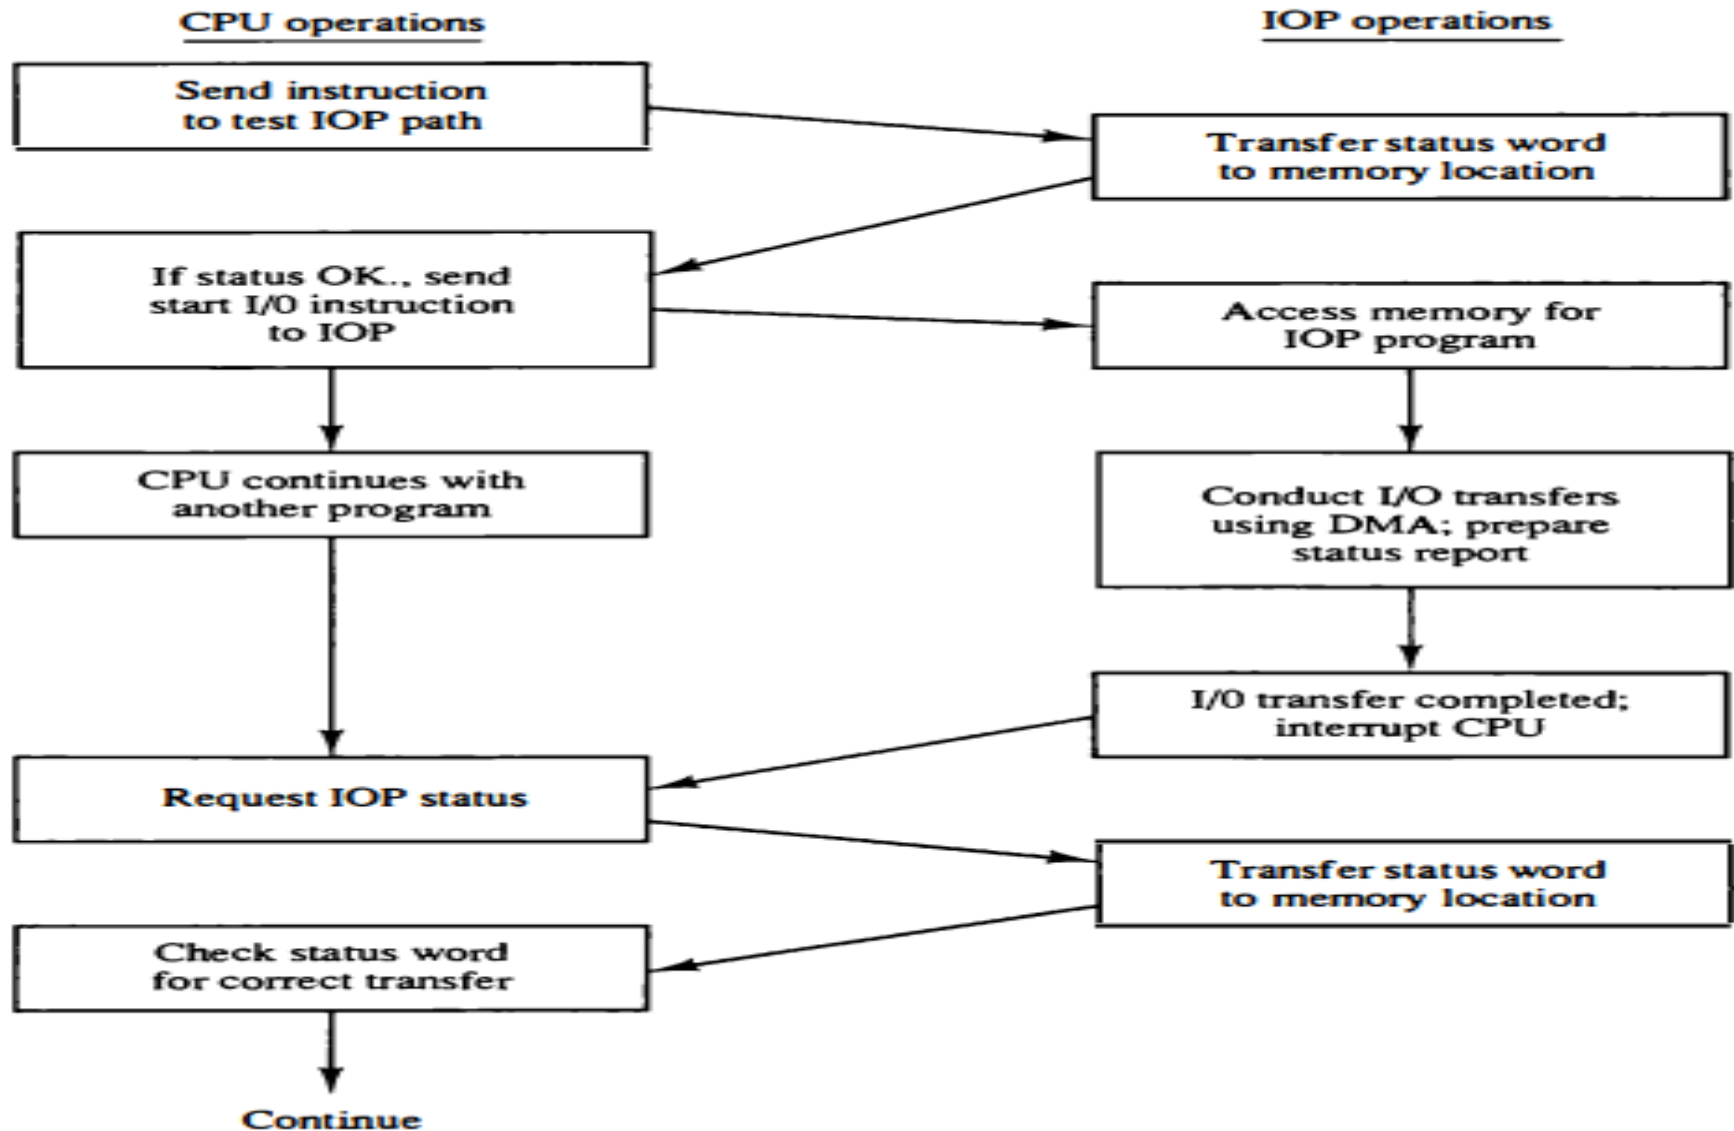 CPU operations
IOP operations
Send instruction
to test IOP path
Transfer status word
to memory location
If status OK., send
start I/0 instruction
to IOP
Access memory for
IOP program
CPU continues with
another program
Conduct I/O transfers
using DMA; prepare
status report
I/0 transfer completed;
interrupt CPU
Request IOP status
Transfer status word
to memory location
Check status word
for correct transfer
Continue